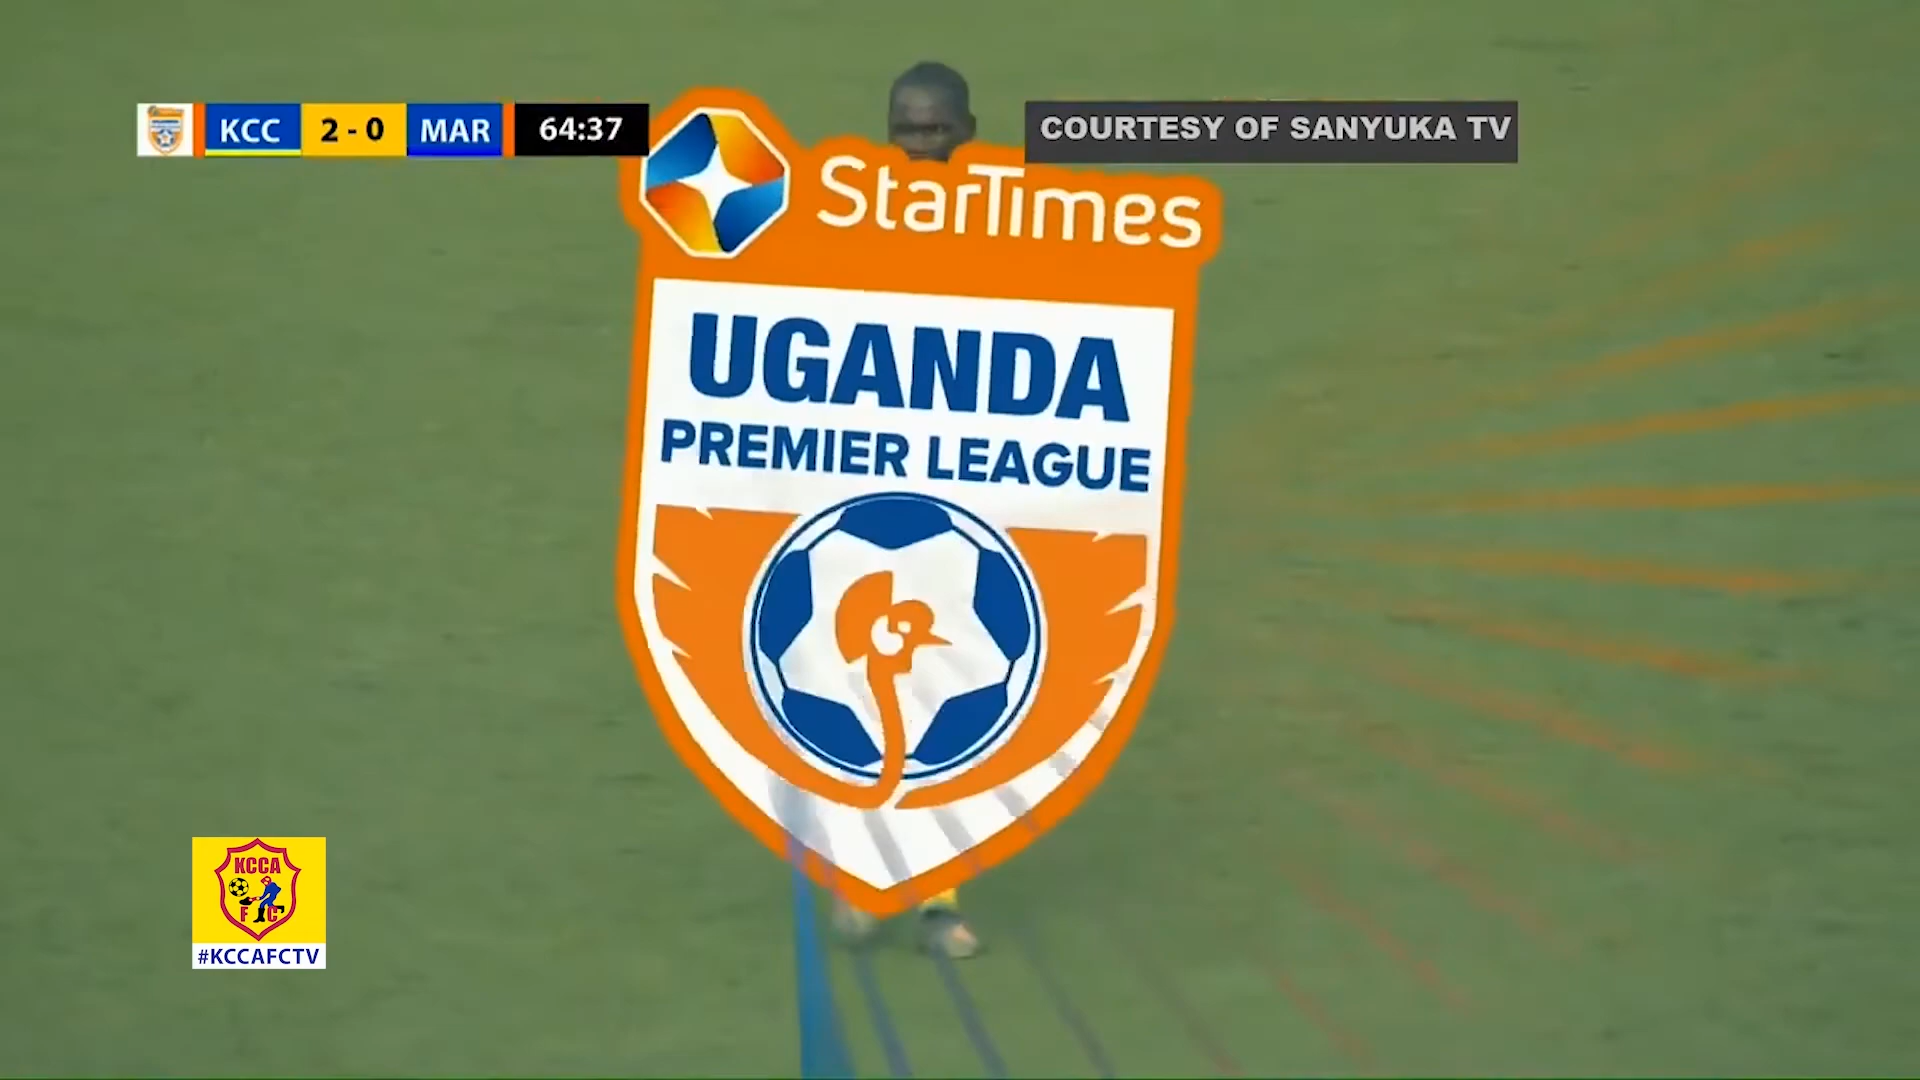 KCC 2 - 0 MAR 64:37
COURTESY OF SANYUKA TV
StarTimes
UGANDA
PREMIER LEAGUE
KCCA
FC
#KCCAFCTV